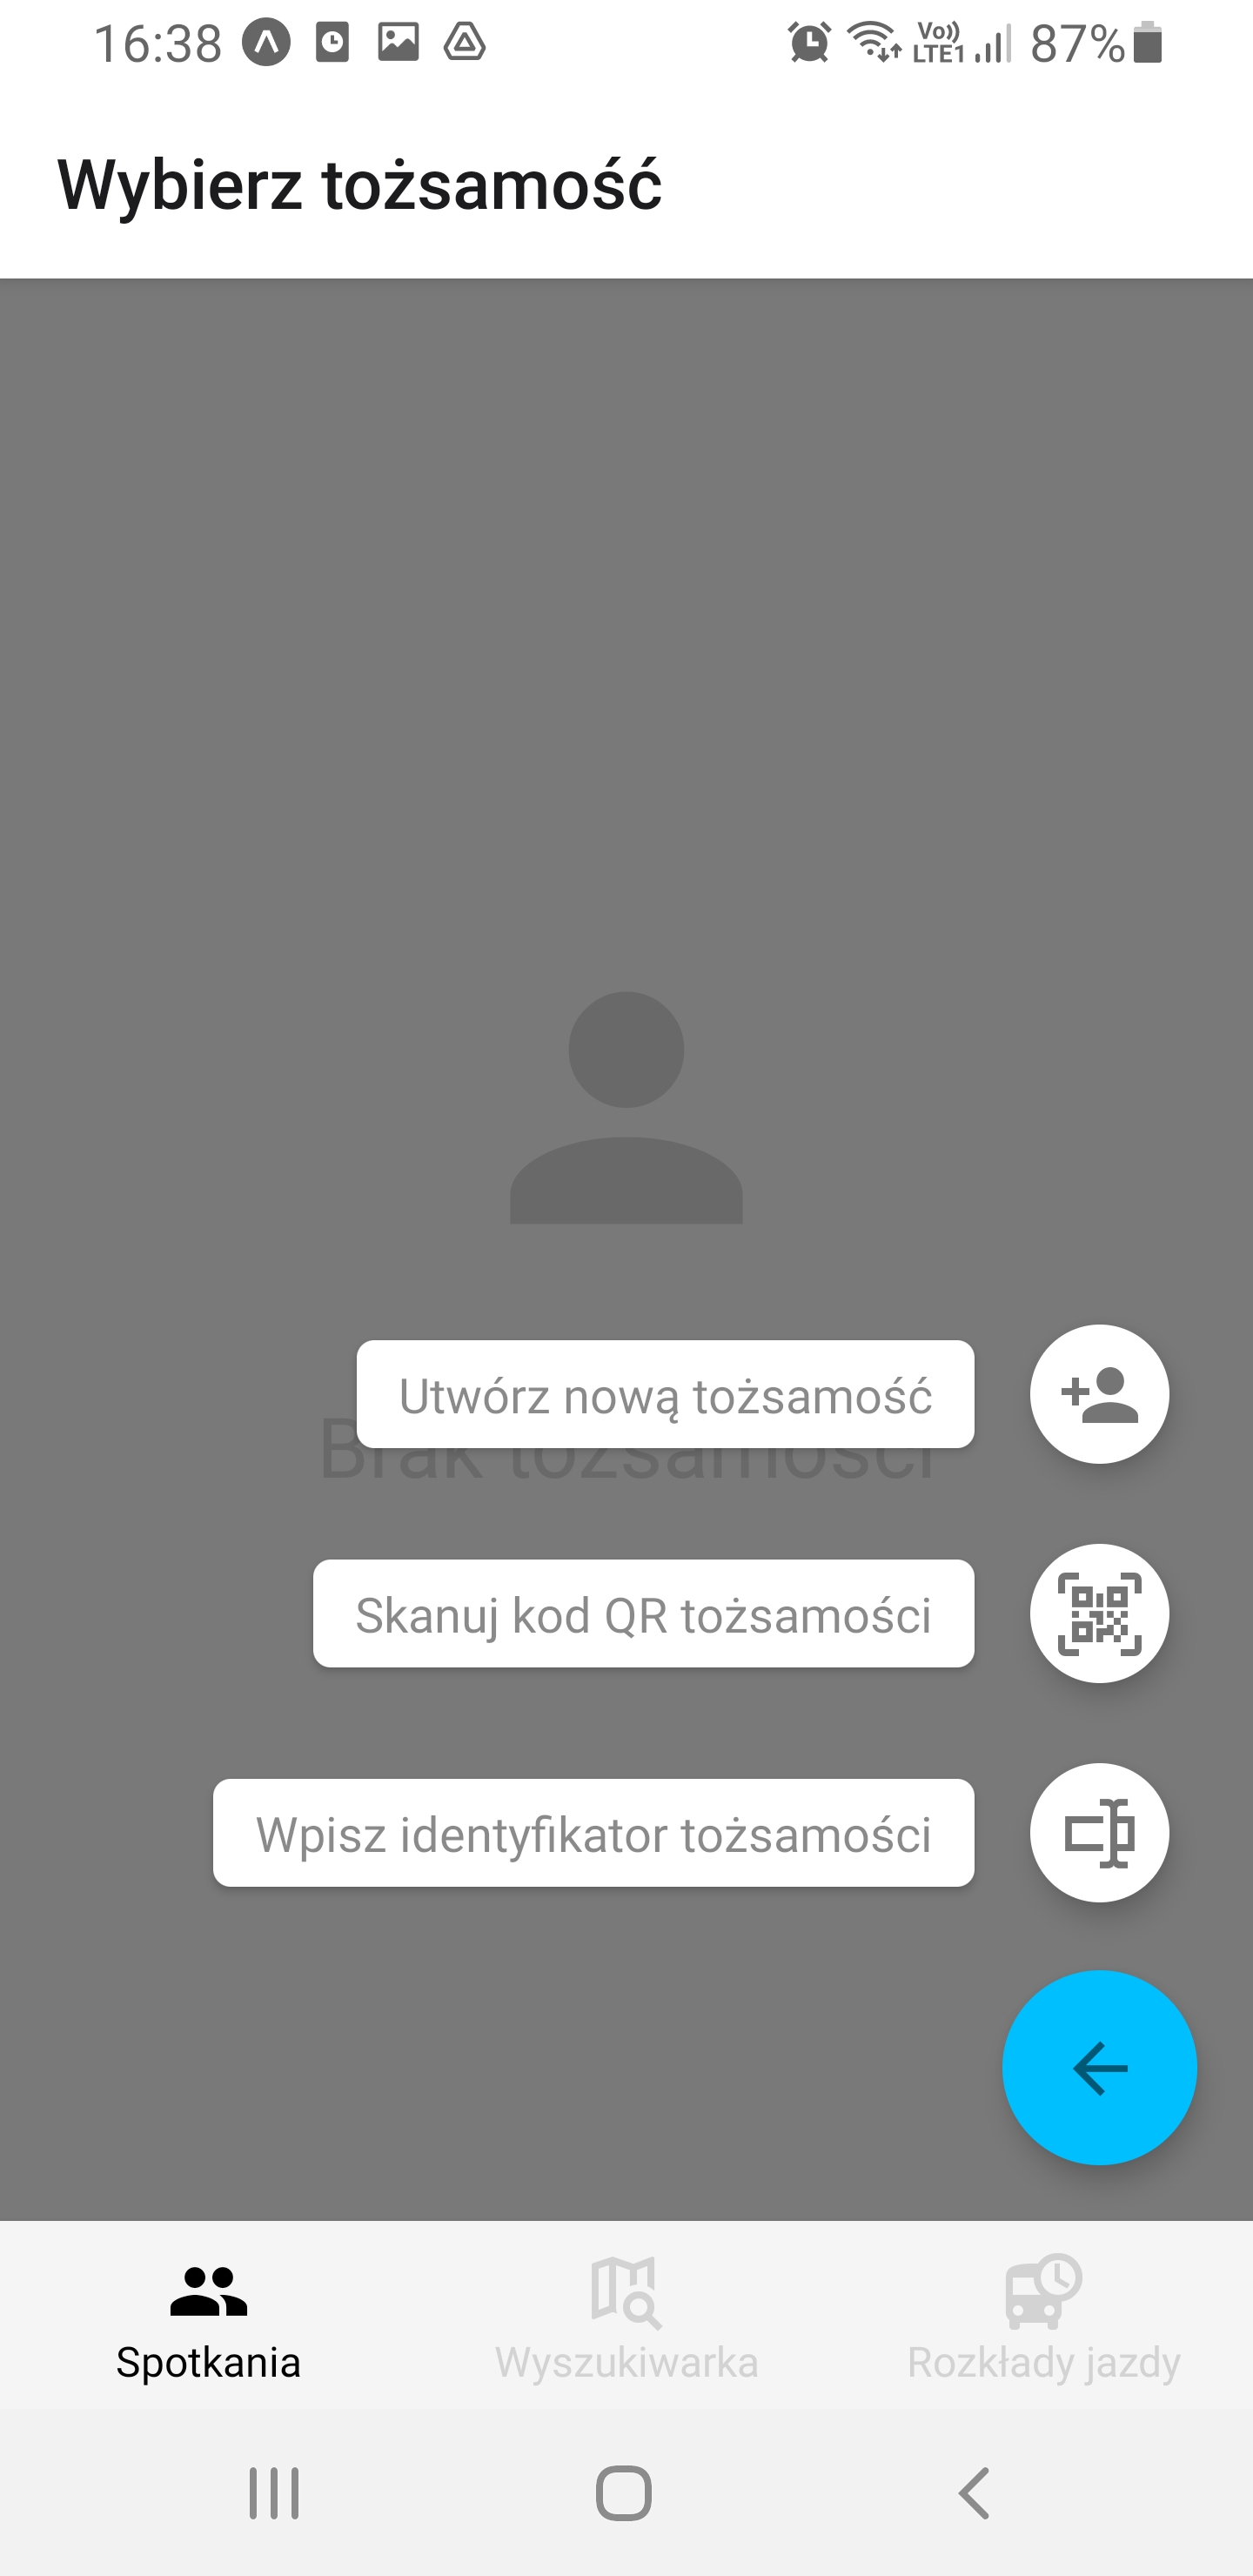 16:38
Vo))
LTE1
87%
Wybierz tożsamość
Utwórz nową tożsamość
Brak tożsamości
Skanuj kod QR tożsamości
Wpisz identyfikator tożsamości
Spotkania
Wyszukiwarka
Rozkłady jazdy